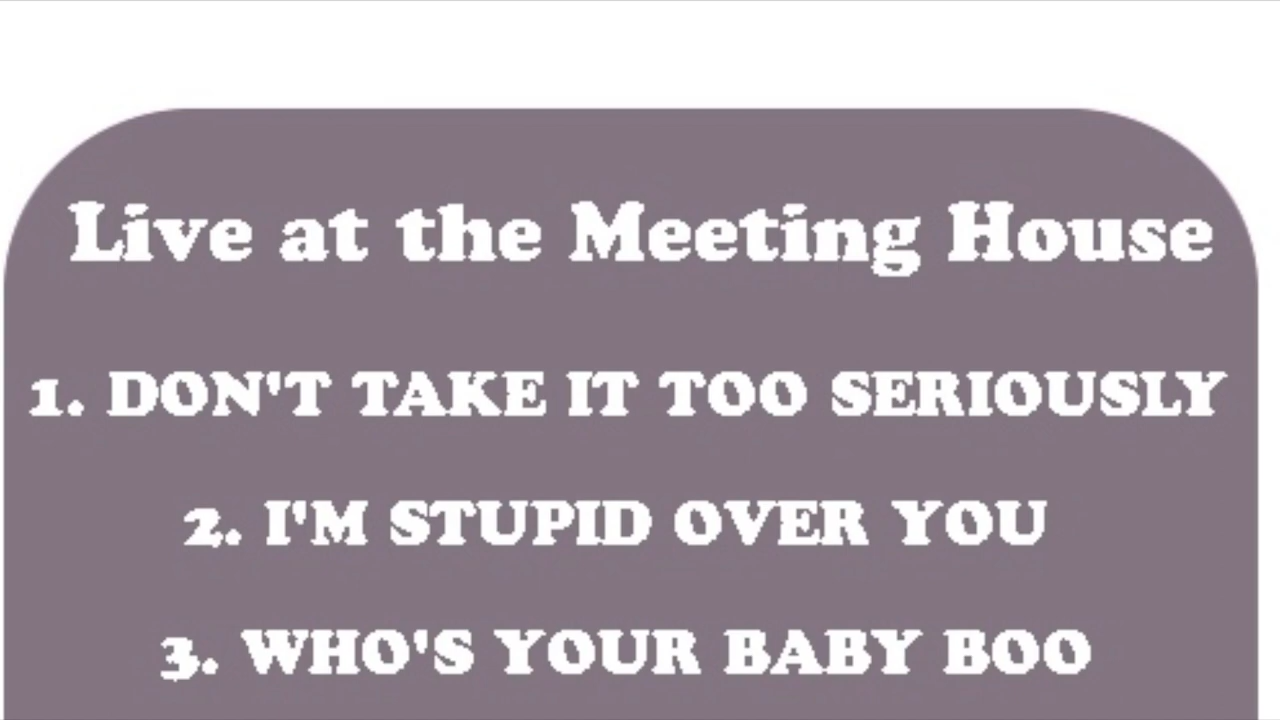 Live at the Meeting House
1. DON'T TAKE IT TOO SERIOUSLY
2. I'M STUPID OVER YOU
3. WHO'S YOUR BABY BOO